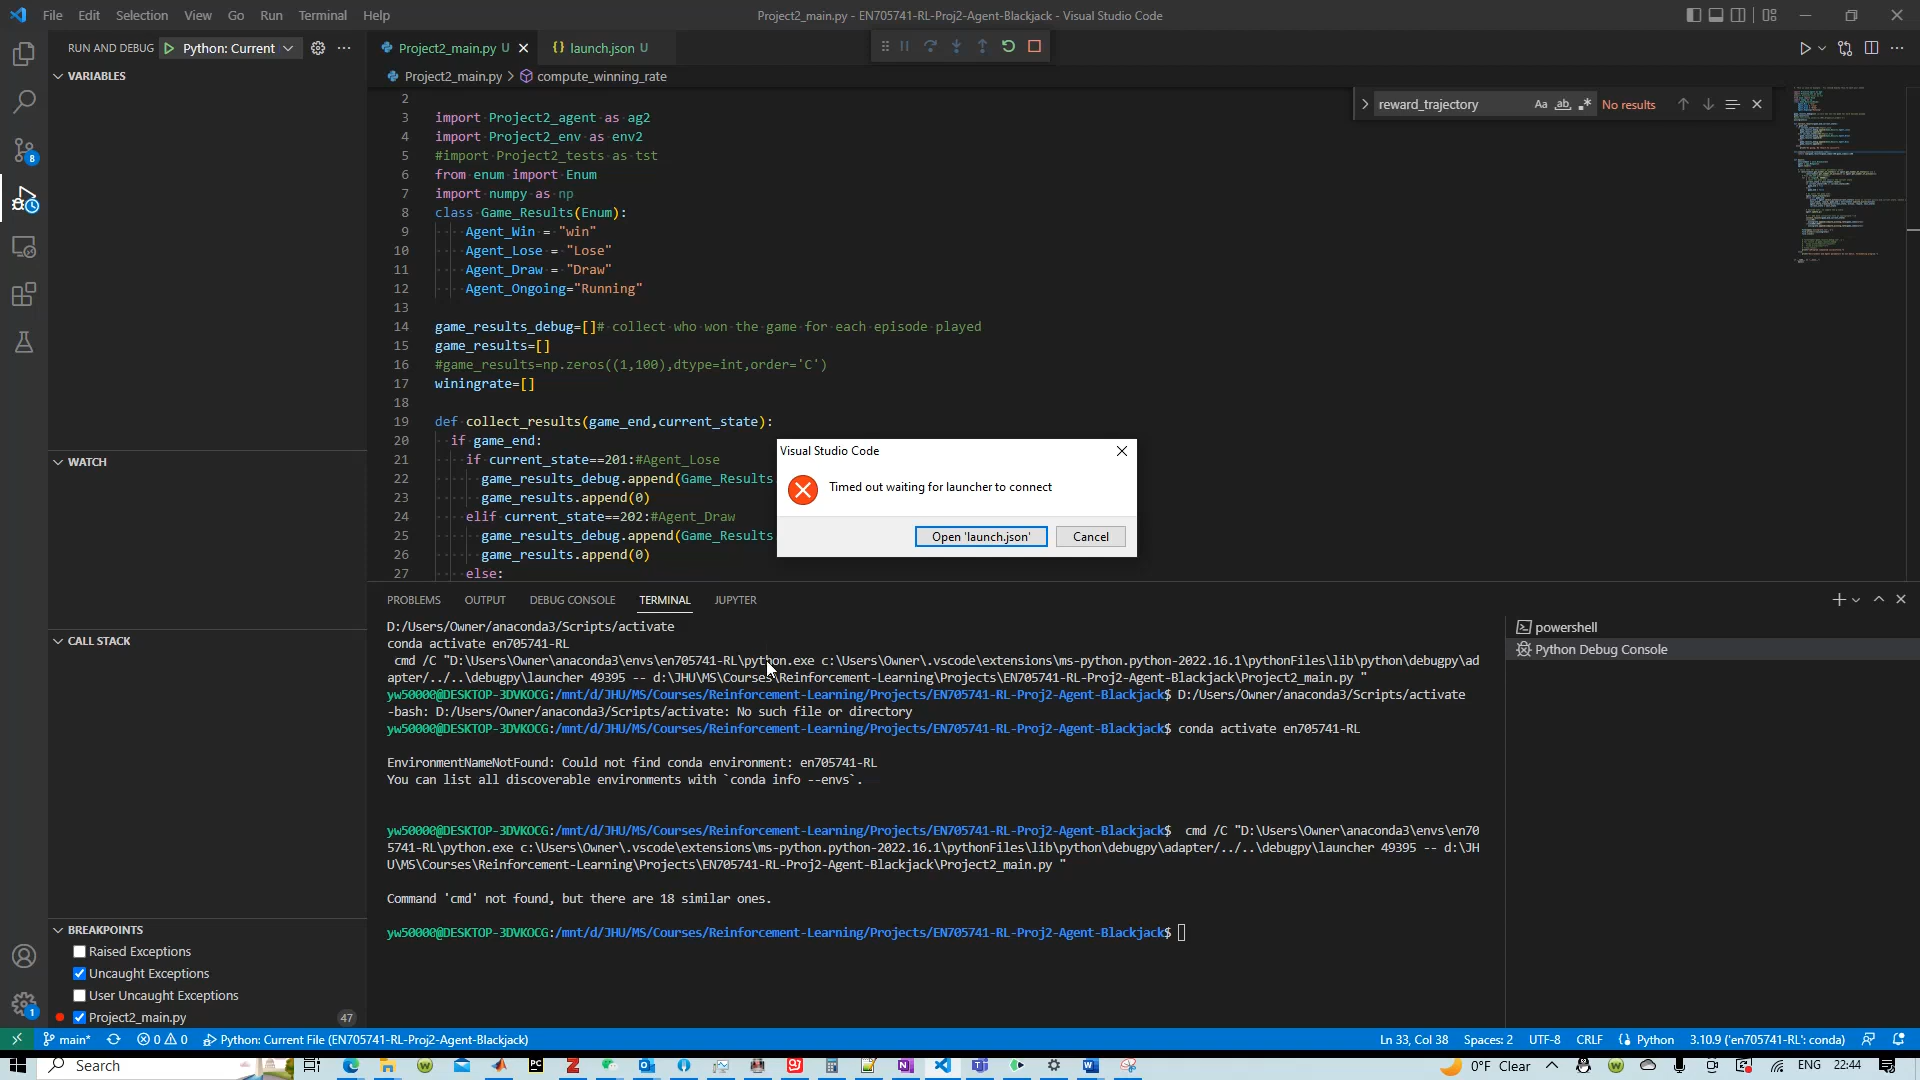 File Edit Selection View Go Run Terminal Help
Project2_main.py - EN705741-RL-Proj2-Agent-Blackjack - Visual Studio Code
RUN AND DEBUG Python: Current
Project2_main.py U
launch.json U
VARIABLES
Project2_main.py > compute_winning_rate
reward_trajectory Aa ab No results
2
3 import Project2_agent as ag2
4 import Project2_env as env2
5 #import Project2_tests as tst
6 from enum import Enum
7 import numpy as np
8 class Game_Results(Enum):
9 Agent_Win = "win"
10 Agent_Lose = "Lose"
11 Agent_Draw = "Draw"
12 Agent_Ongoing="Running"
13
14 game_results_debug=[]# collect who won the game for each episode played
15 game_results=[]
16 #game_results=np.zeros((1,100),dtype=int,order='C')
17 winingrate=[]
18
19 def collect_results(game_end,current_state):
20 if game_end:
21 if current_state==201:#Agent_Lose
22 game_results_debug.append(Game_Results
23 game_results.append(0)
24 elif current_state==202:#Agent_Draw
25 game_results_debug.append(Game_Results
26 game_results.append(0)
27 else:
Visual Studio Code
Timed out waiting for launcher to connect
Open 'launch.json' Cancel
WATCH
CALL STACK
BREAKPOINTS
Raised Exceptions
Uncaught Exceptions
User Uncaught Exceptions
Project2_main.py 47
PROBLEMS OUTPUT DEBUG CONSOLE TERMINAL JUPYTER
D:/Users/Owner/anaconda3/Scripts/activate
conda activate en705741-RL
cmd /C "D:\Users\Owner\anaconda3\envs\en705741-RL\python.exe c:\Users\Owner\.vscode\extensions\ms-python.python-2022.16.1\pythonFiles\lib\python\debugpy\ad
apter/../..\debugpy\launcher 49395 -- d:\JHU\MS\Courses\Reinforcement-Learning\Projects\EN705741-RL-Proj2-Agent-Blackjack\Project2_main.py "
yw50000@DESKTOP-3DVKOCG:/mnt/d/JHU/MS/Courses/Reinforcement-Learning/Projects/EN705741-RL-Proj2-Agent-Blackjack$ D:/Users/Owner/anaconda3/Scripts/activate
-bash: D:/Users/Owner/anaconda3/Scripts/activate: No such file or directory
yw50000@DESKTOP-3DVKOCG:/mnt/d/JHU/MS/Courses/Reinforcement-Learning/Projects/EN705741-RL-Proj2-Agent-Blackjack$ conda activate en705741-RL
EnvironmentNameNotFound: Could not find conda environment: en705741-RL
You can list all discoverable environments with `conda info --envs`.
yw50000@DESKTOP-3DVKOCG:/mnt/d/JHU/MS/Courses/Reinforcement-Learning/Projects/EN705741-RL-Proj2-Agent-Blackjack$ cmd /C "D:\Users\Owner\anaconda3\envs\en70
5741-RL\python.exe c:\Users\Owner\.vscode\extensions\ms-python.python-2022.16.1\pythonFiles\lib\python\debugpy\adapter/../..\debugpy\launcher 49395 -- d:\JH
U\MS\Courses\Reinforcement-Learning\Projects\EN705741-RL-Proj2-Agent-Blackjack\Project2_main.py "
Command 'cmd' not found, but there are 18 similar ones.
yw50000@DESKTOP-3DVKOCG:/mnt/d/JHU/MS/Courses/Reinforcement-Learning/Projects/EN705741-RL-Proj2-Agent-Blackjack$
powershell
Python Debug Console
8
1
main* 0 0 Python: Current File (EN705741-RL-Proj2-Agent-Blackjack)
Ln 33, Col 38 Spaces: 2 UTF-8 CRLF Python 3.10.9 ('en705741-RL': conda)
Search
0°F Clear ENG 22:44